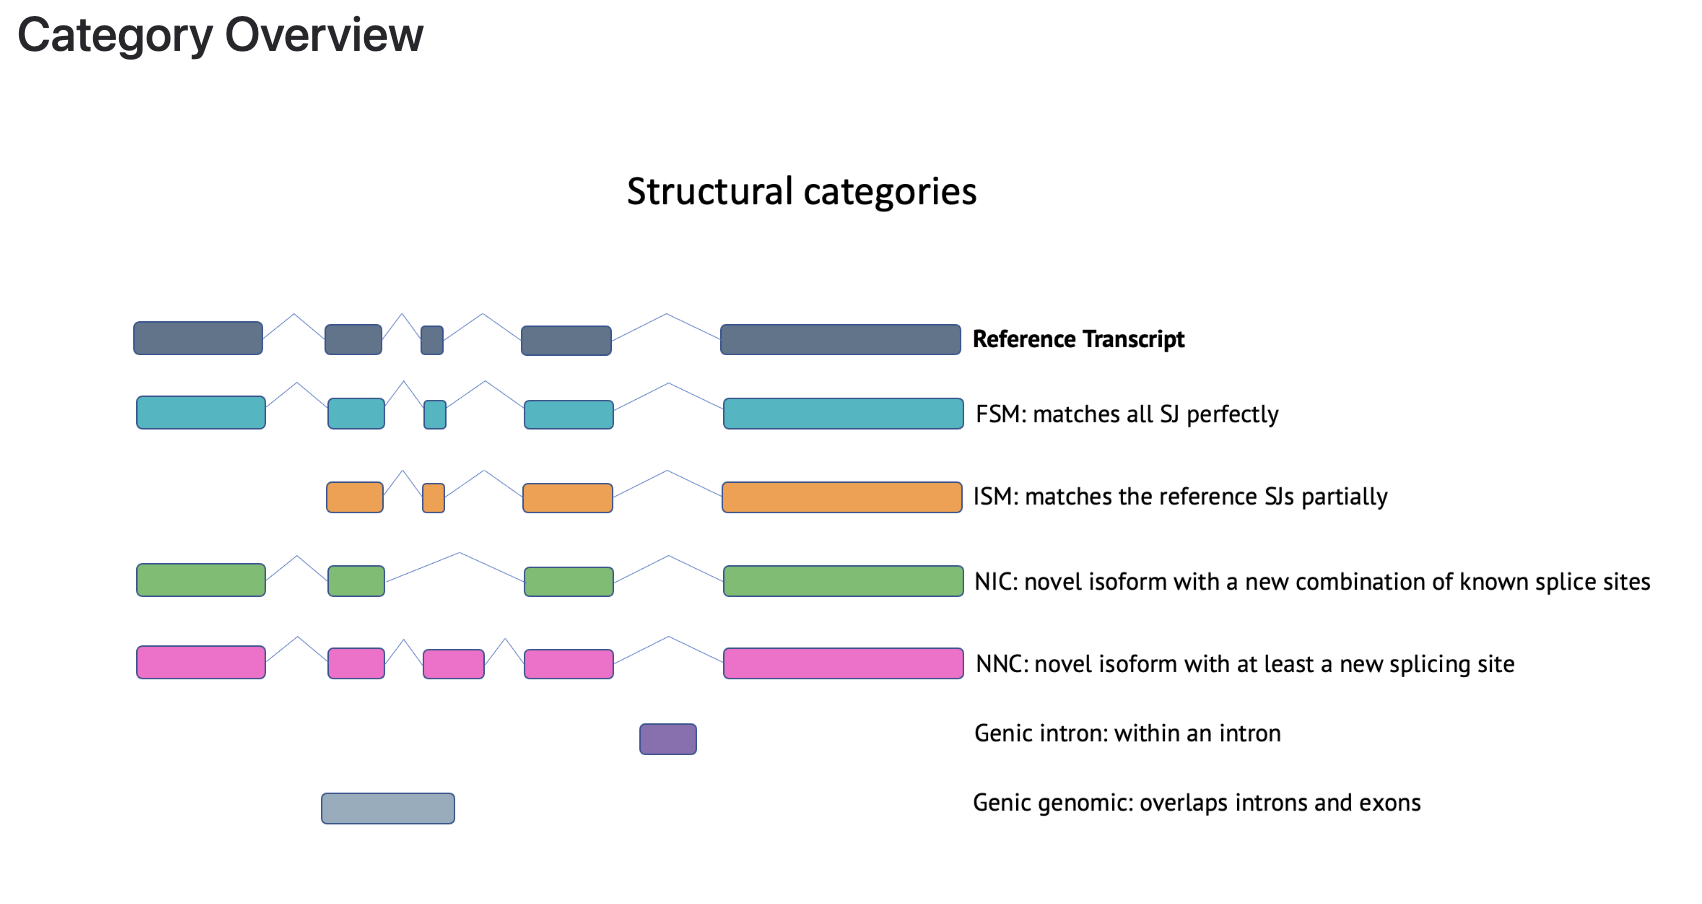 Category Overview
Structural categories
Reference Transcript
FSM: matches all SJ perfectly
ISM: matches the reference SJs partially
NIC: novel isoform with a new combination of known splice sites
NNC: novel isoform with at least a new splicing site
Genic intron: within an intron
Genic genomic: overlaps introns and exons